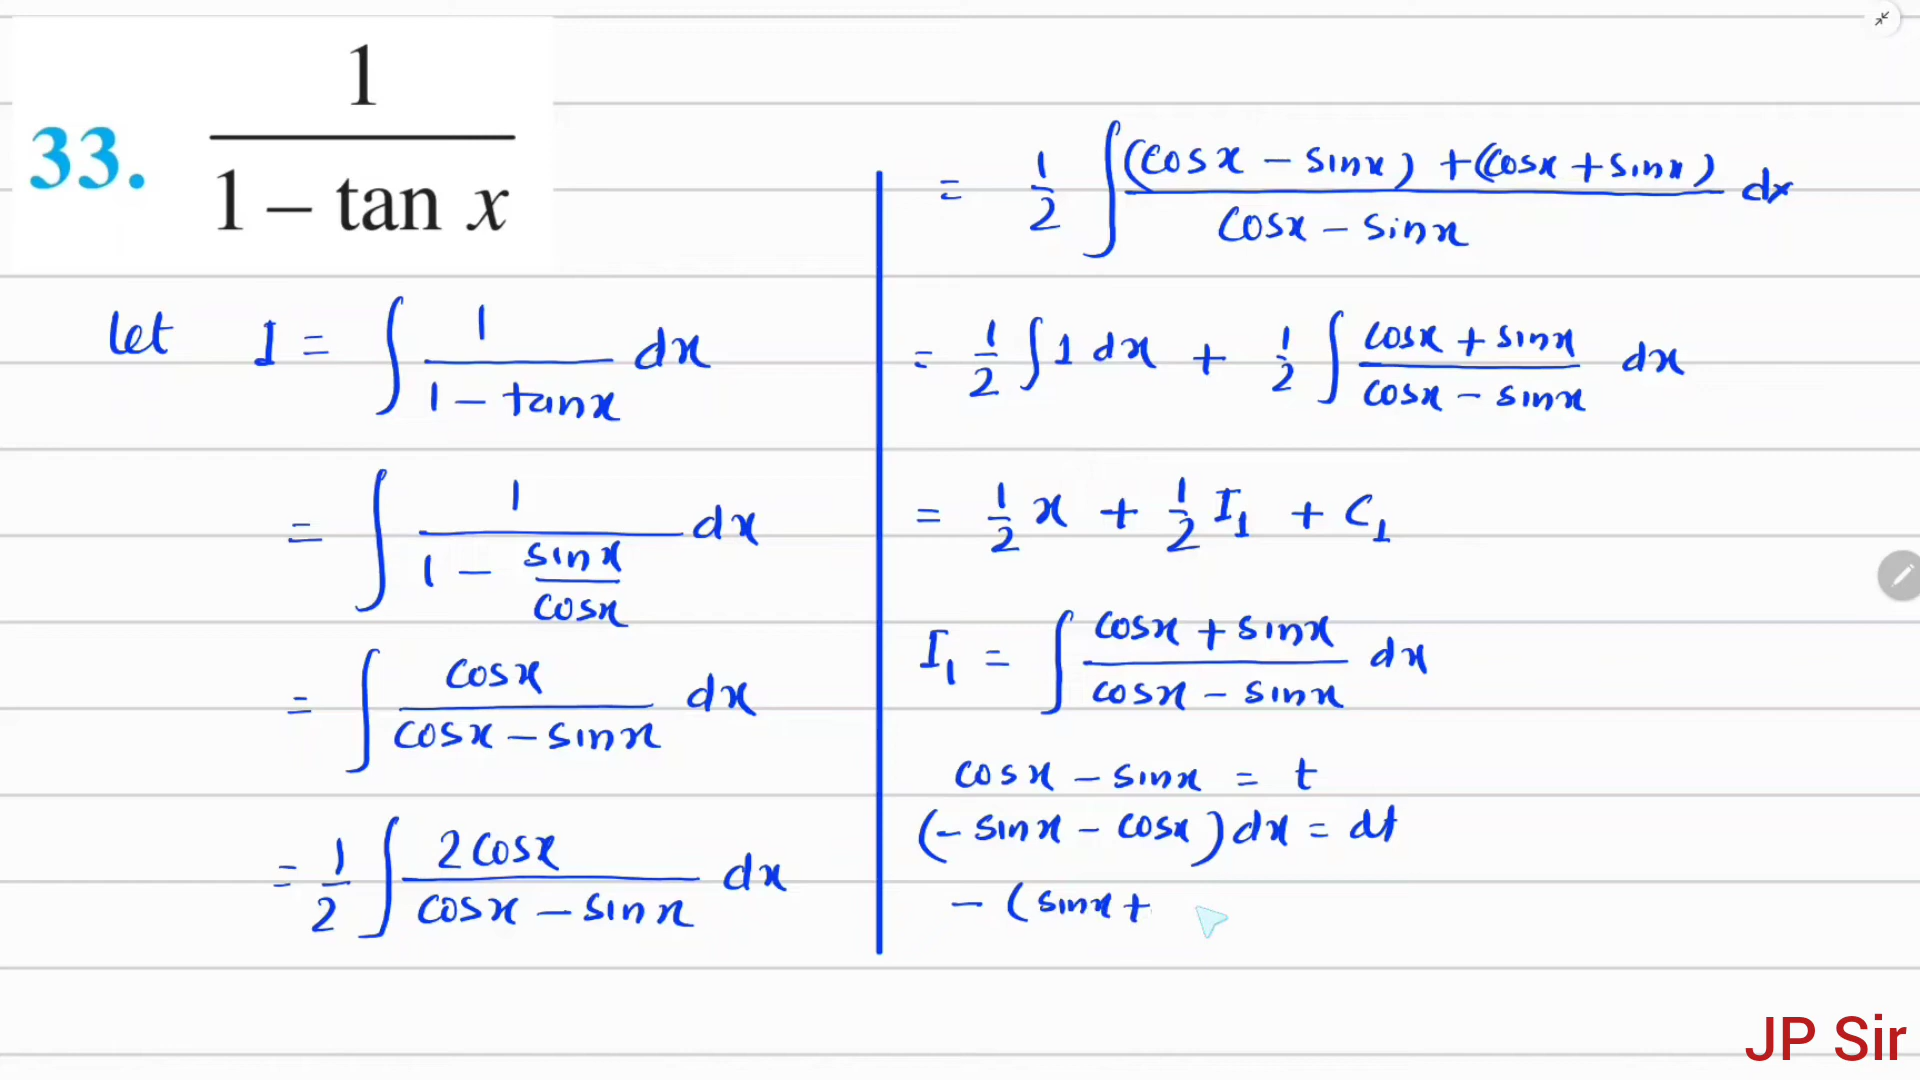 33. 1 / (1 – tan x)
let I = ∫ 1 / (1 – tanx) dx
= ∫ 1 / (1 – sinx/cosx) dx
= ∫ cosx / (cosx – sinx) dx
= 1/2 ∫ 2cosx / (cosx – sinx) dx
= 1/2 ∫ ((cosx – sinx) + (cosx + sinx)) / (cosx – sinx) dx
= 1/2 ∫ 1 dx + 1/2 ∫ (cosx + sinx) / (cosx – sinx) dx
= 1/2 x + 1/2 I₁ + C₁
I₁ = ∫ (cosx + sinx) / (cosx – sinx) dx
cosx – sinx = t
(– sinx – cosx) dx = dt
– (sinx +
JP Sir